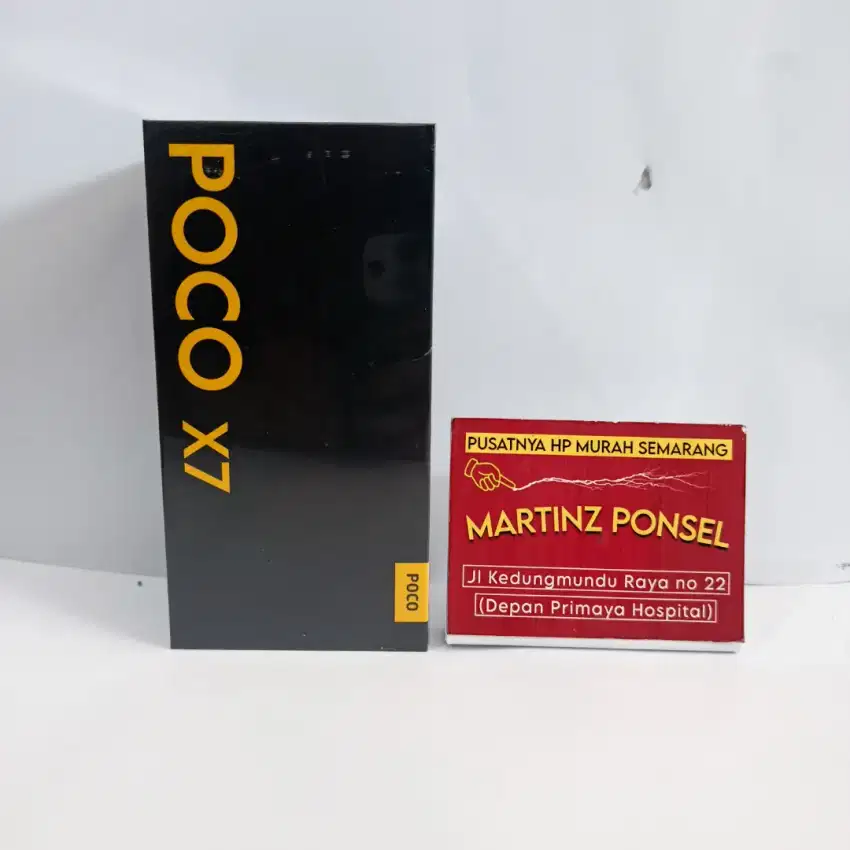 POCO X7
POCO
PUSATNYA HP MURAH SEMARANG
MARTINZ PONSEL
Jl Kedungmundu Raya no 22
(Depan Primaya Hospital)